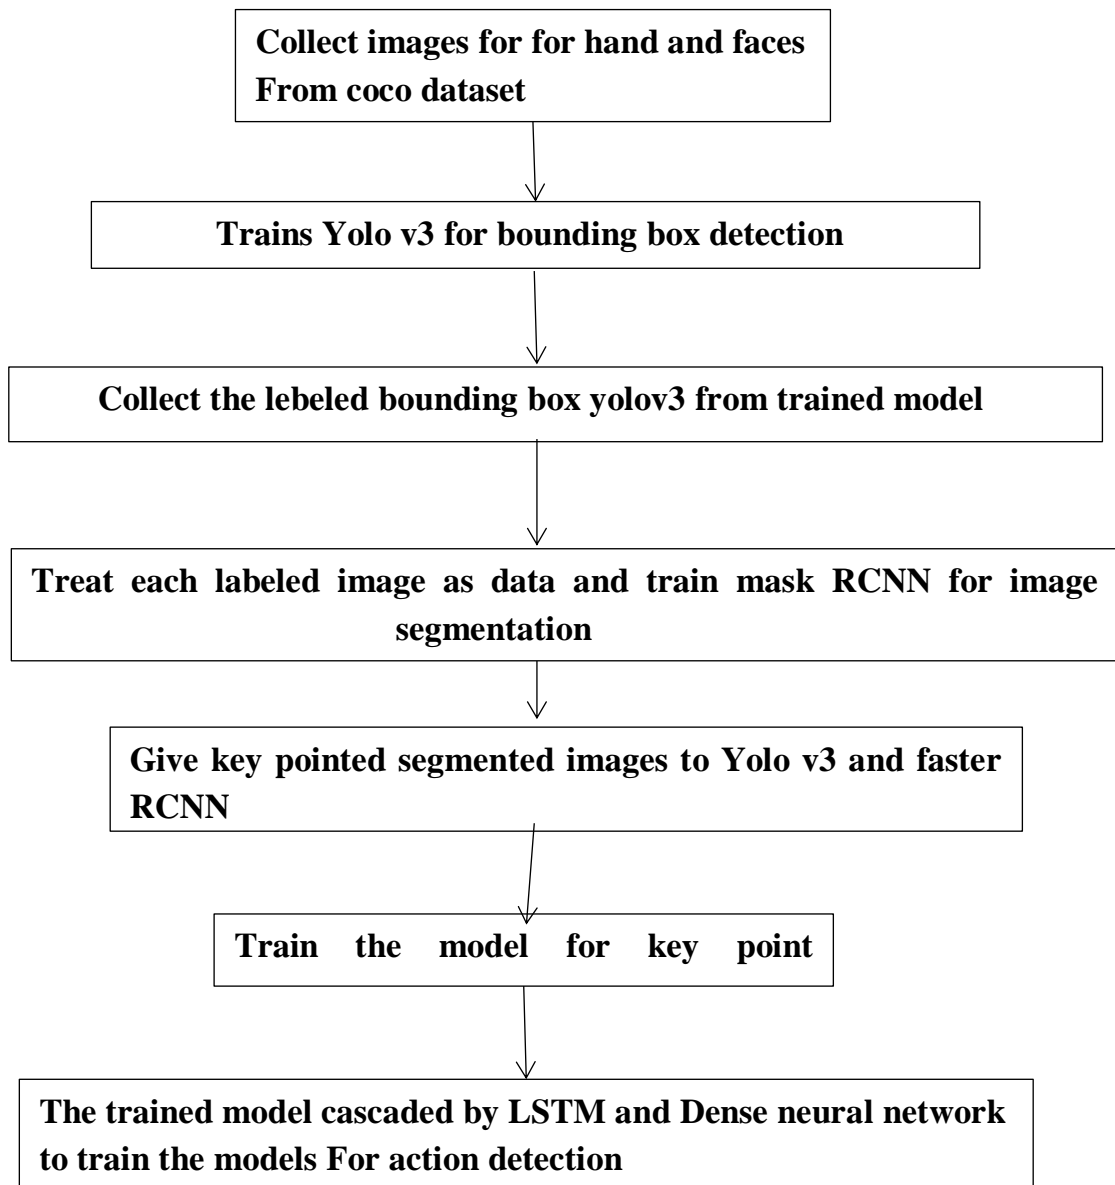 Collect images for for hand and faces
From coco dataset
Trains Yolo v3 for bounding box detection
Collect the lebeled bounding box yolov3 from trained model
Treat each labeled image as data and train mask RCNN for image
segmentation
Give key pointed segmented images to Yolo v3 and faster
RCNN
Train the model for key point
The trained model cascaded by LSTM and Dense neural network
to train the models For action detection